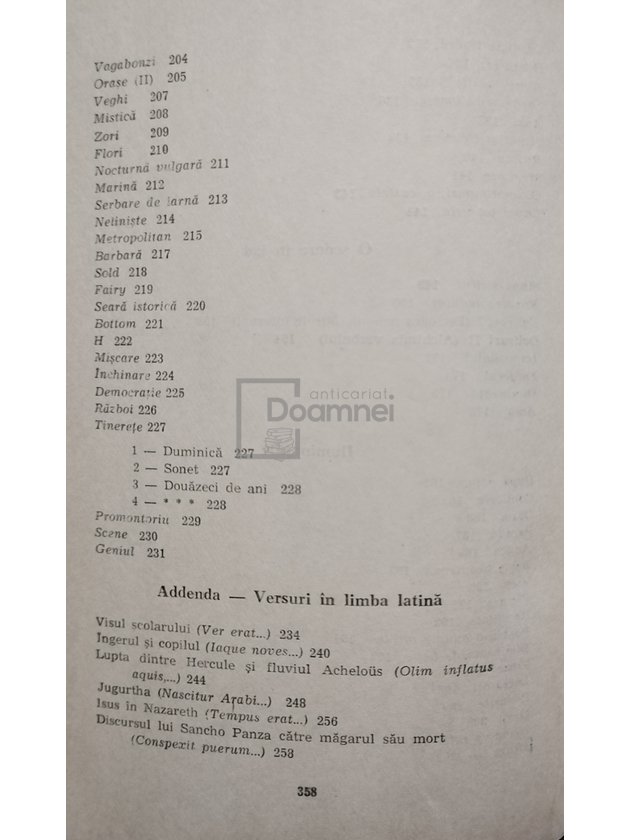 Vagabonzi 204
Orașe (II) 205
Veghi 207
Mistică 208
Zori 209
Flori 210
Nocturnă vulgară 211
Marină 212
Serbare de iarnă 213
Neliniște 214
Metropolitan 215
Barbară 217
Sold 218
Fairy 219
Seară istorică 220
Bottom 221
H 222
Mișcare 223
Închinare 224
Democrație 225
Război 226
Tinerețe 227
1 — Duminică 227
2 — Sonet 227
3 — Douăzeci de ani 228
4 — * * * 228
Promontoriu 229
Scene 230
Geniul 231
anticariat
Doamnei
Addenda — Versuri în limba latină
Visul școlarului (Ver erat...) 234
Îngerul și copilul (Iaque noves...) 240
Lupta dintre Hercule și fluviul Acheloüs (Olim inflatus
aquis,...) 244
Jugurtha (Nascitur Arabi...) 248
Isus în Nazareth (Tempus erat...) 256
Discursul lui Sancho Panza către măgarul său mort
(Conspexit puerum...) 258
358